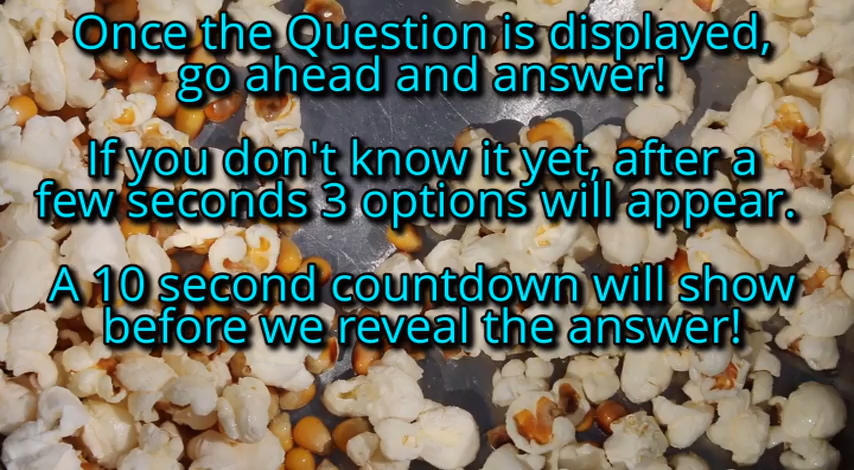 Once the Question is displayed,
go ahead and answer!
If you don't know it yet, after a
few seconds 3 options will appear.
A 10 second countdown will show
before we reveal the answer!